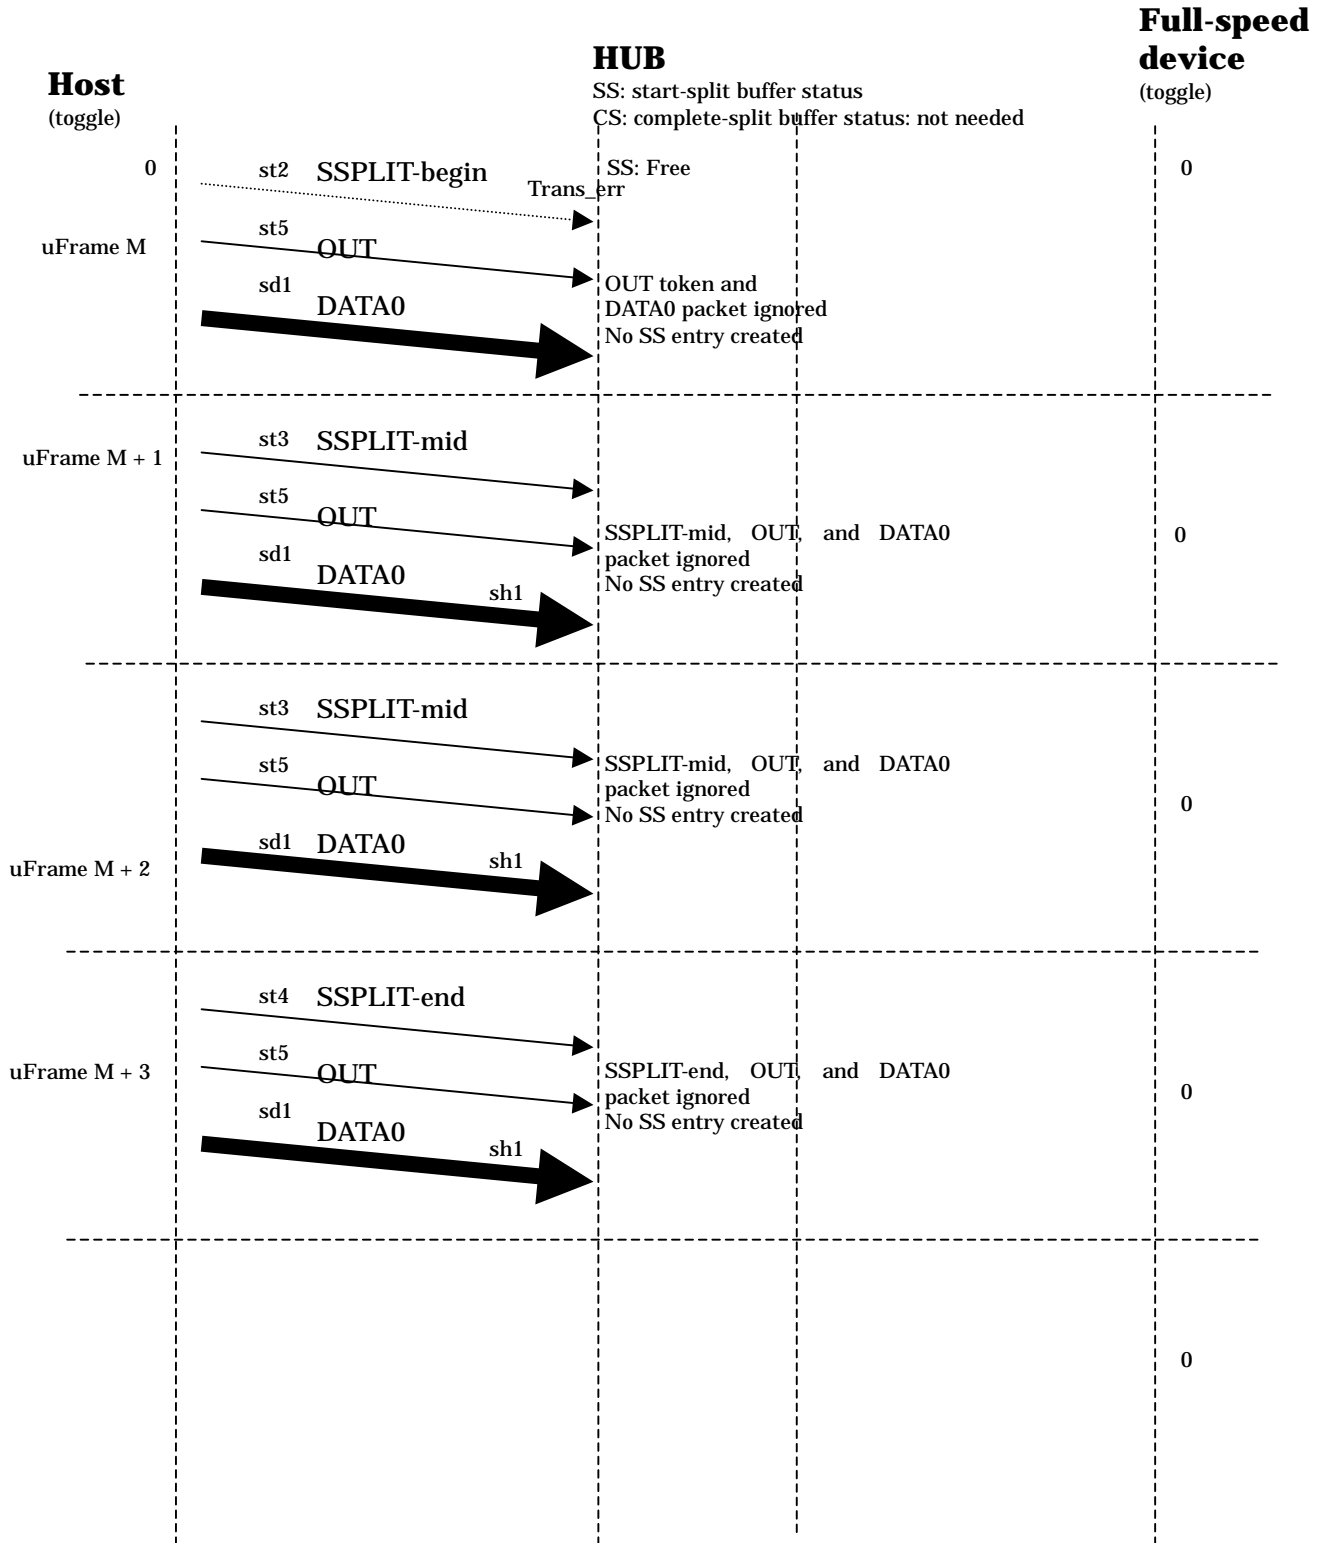 Full-speed
device
(toggle)
HUB
SS: start-split buffer status
CS: complete-split buffer status: not needed
Host
(toggle)
0
st2 SSPLIT-begin
Trans_err
SS: Free
0
uFrame M
st5
OUT
sd1
DATA0
OUT token and
DATA0 packet ignored
No SS entry created
uFrame M + 1
st3 SSPLIT-mid
st5
OUT
sd1
DATA0
sh1
SSPLIT-mid, OUT, and DATA0
packet ignored
No SS entry created
0
st3 SSPLIT-mid
st5
OUT
sd1 DATA0
sh1
uFrame M + 2
SSPLIT-mid, OUT, and DATA0
packet ignored
No SS entry created
0
st4 SSPLIT-end
st5
OUT
uFrame M + 3
sd1
DATA0
sh1
SSPLIT-end, OUT, and DATA0
packet ignored
No SS entry created
0
0